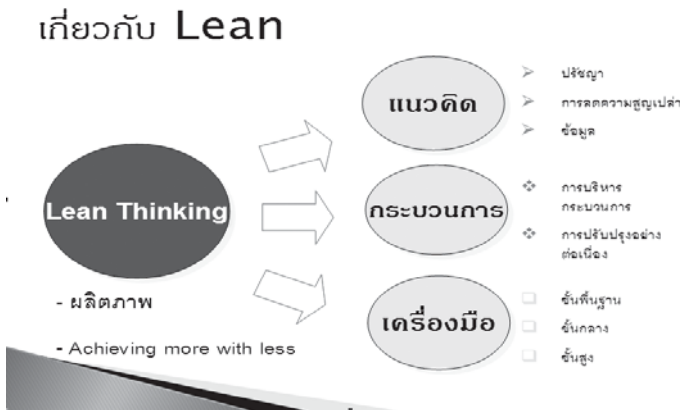 เกี่ยวกับ Lean
Lean Thinking
- ผลิตภาพ
- Achieving more with less
แนวคิด
ปรัชญา
การลดความสูญเปล่า
ข้อมูล
กระบวนการ
การบริหาร
กระบวนการ
การปรับปรุงอย่าง
ต่อเนื่อง
เครื่องมือ
ขั้นพื้นฐาน
ขั้นกลาง
ขั้นสูง